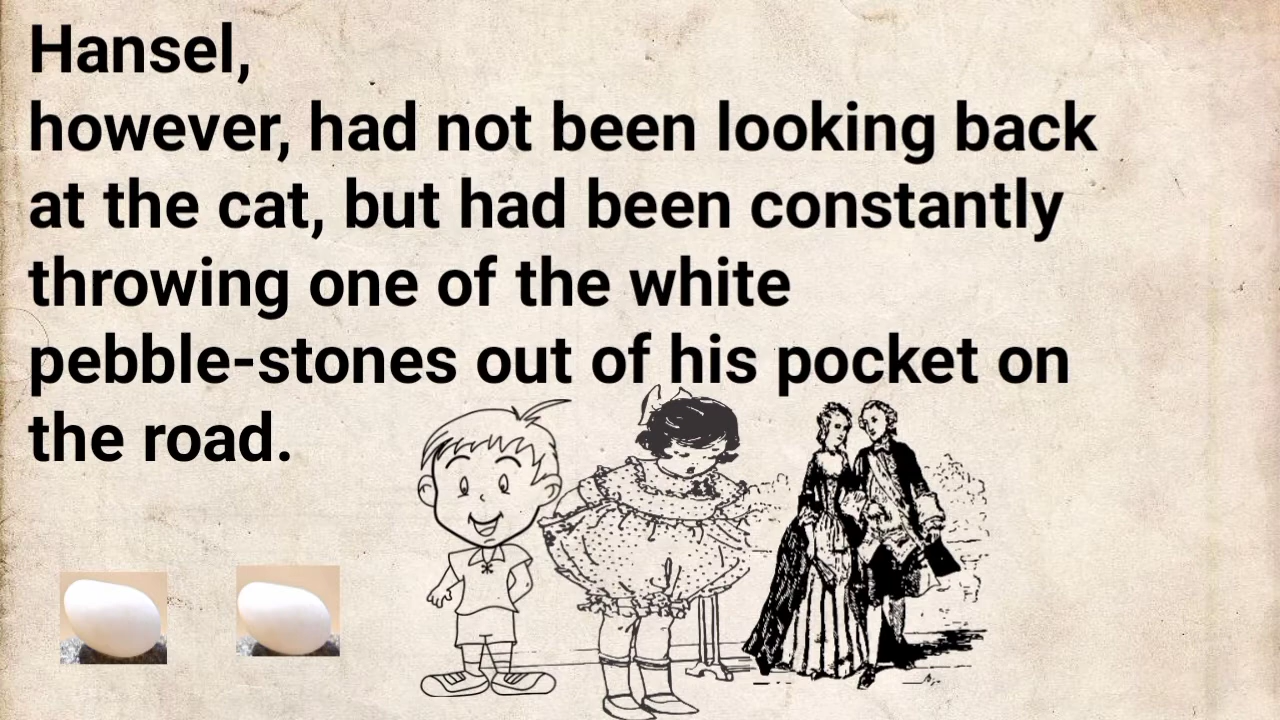 Hansel,
however, had not been looking back
at the cat, but had been constantly
throwing one of the white
pebble-stones out of his pocket on
the road.